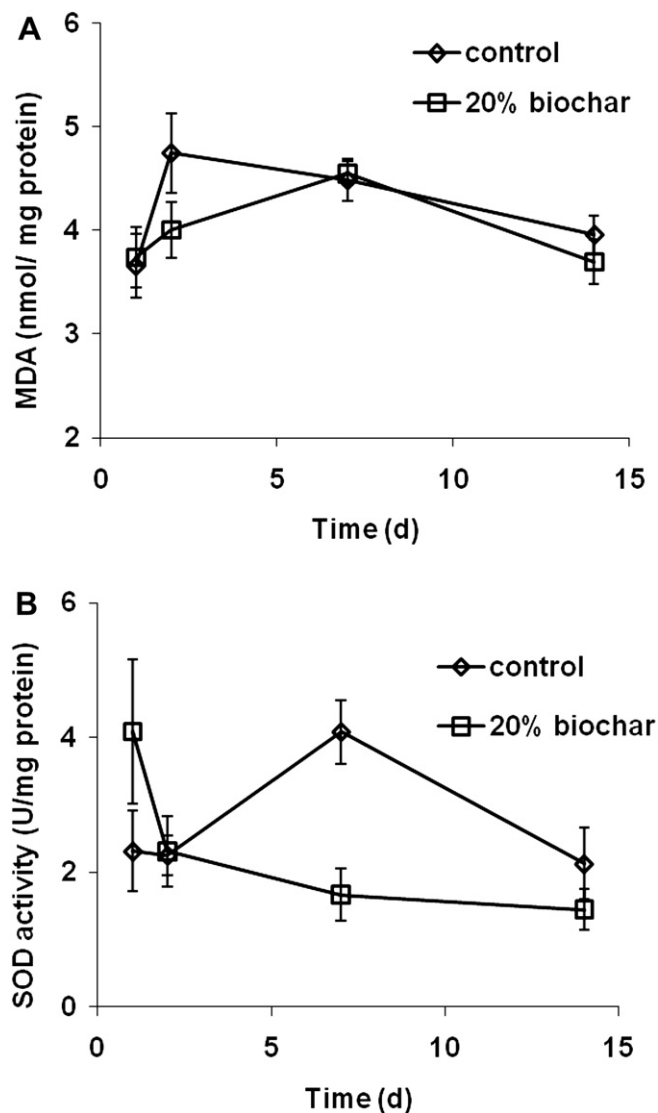 A
control
20% biochar
MDA (nmol/ mg protein)
6
5
4
3
2
0 5 10 15
Time (d)
B
control
20% biochar
SOD activity (U/mg protein)
6
4
2
0
0 5 10 15
Time (d)